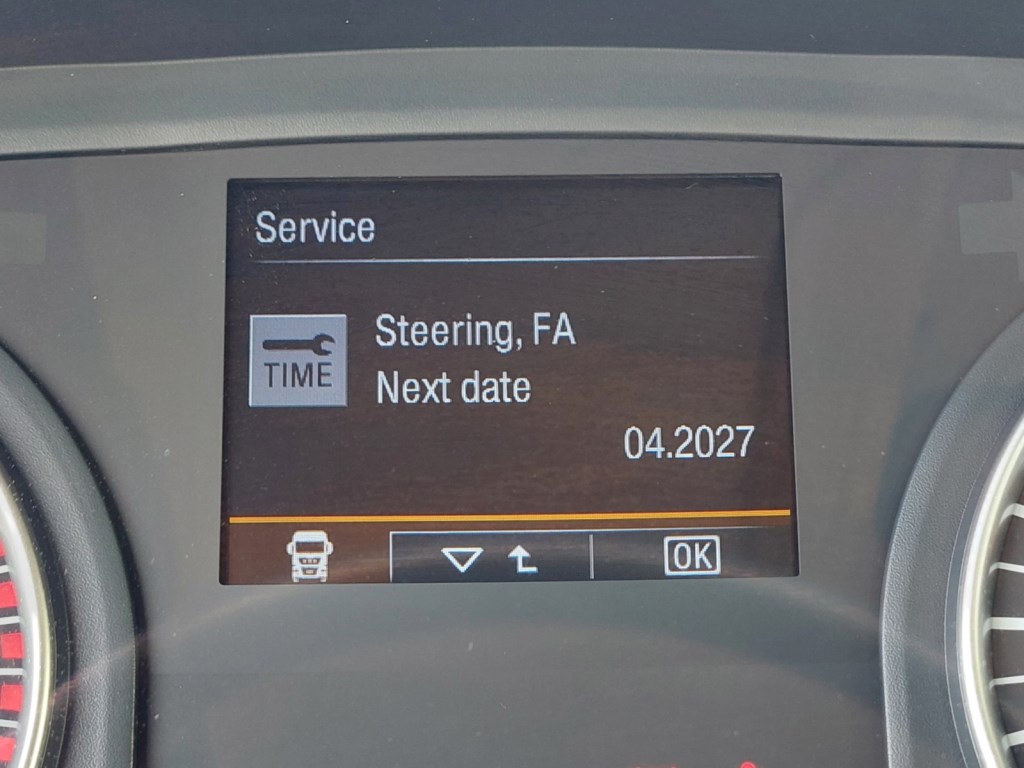 Service
TIME
Steering, FA
Next date
04.2027
OK